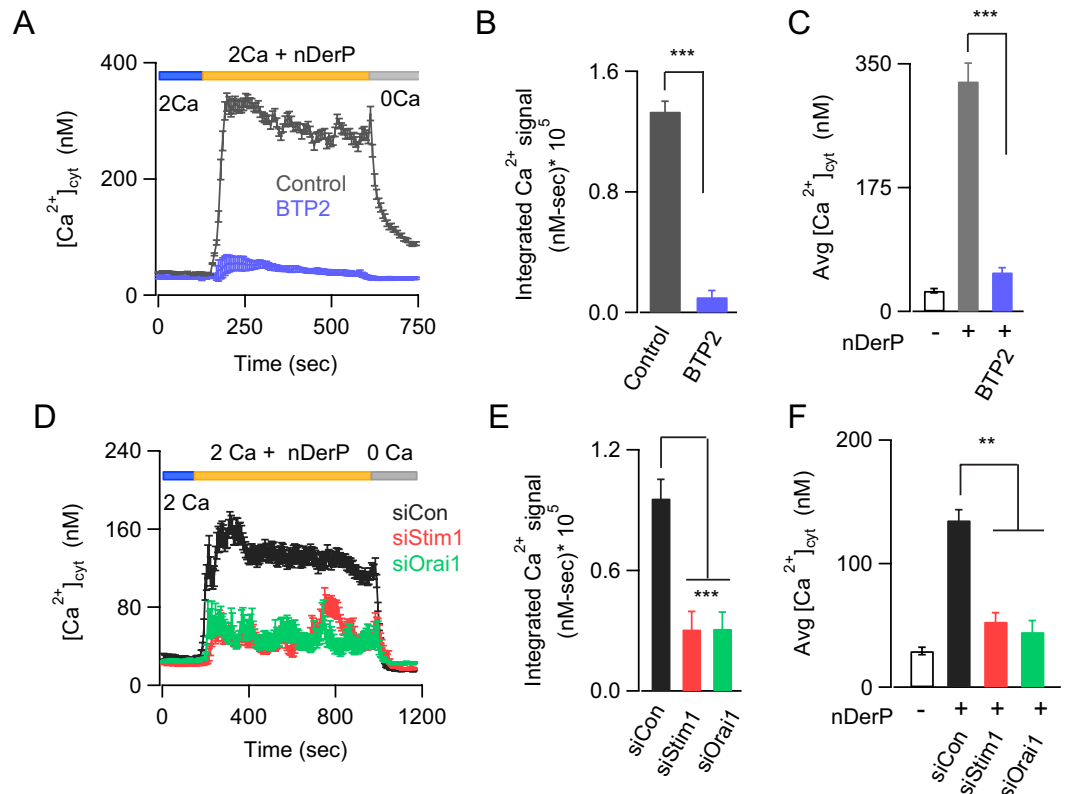 A
2Ca + nDerP
2Ca
0Ca
400
200
0
[Ca2+]cyt (nM)
Control
BTP2
0
250
500
750
Time (sec)
B
***
Integrated Ca2+ signal
(nM-sec)* 10^5
1.6
0.8
0.0
Control
BTP2
C
***
Avg [Ca2+]cyt (nM)
350
175
0
nDerP
-
+
+
BTP2
D
2 Ca + nDerP
0 Ca
2 Ca
240
160
80
0
[Ca2+]cyt (nM)
siCon
siStim1
siOrai1
0
400
800
1200
Time (sec)
E
***
Integrated Ca2+ signal
(nM-sec)* 10^5
1.2
0.6
0.0
siCon
siStim1
siOrai1
F
**
Avg [Ca2+]cyt (nM)
200
100
0
nDerP
-
+
+
+
siCon
siStim1
siOrai1